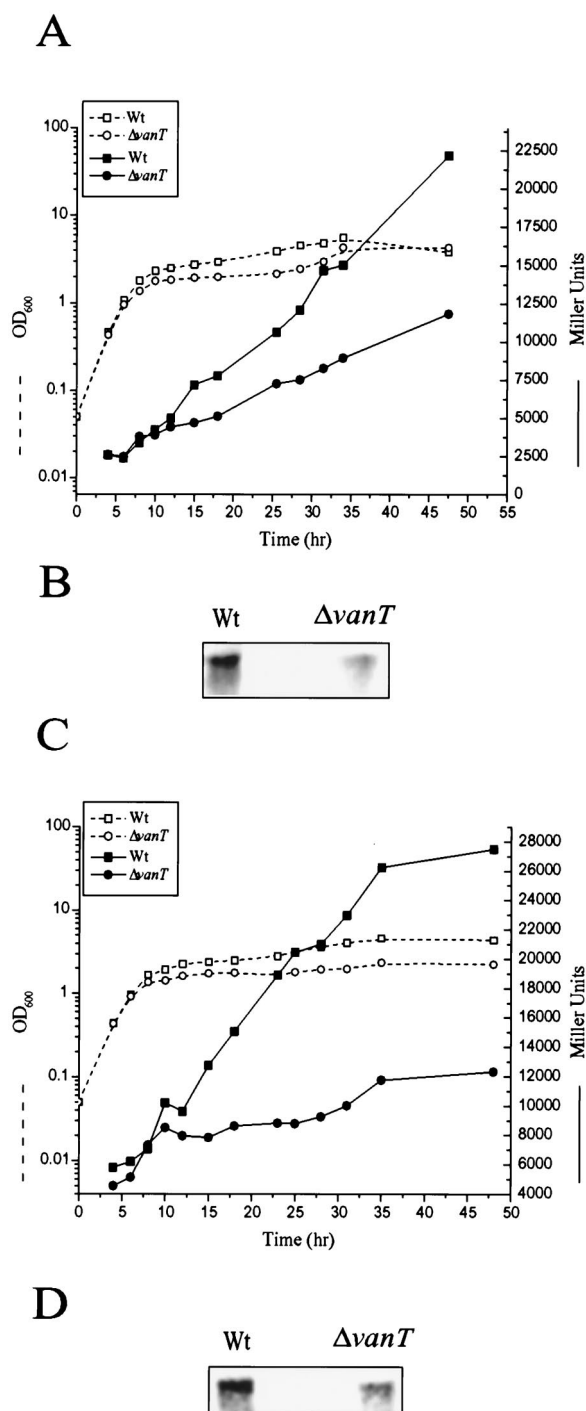 A
Wt
ΔvanT
Wt
ΔvanT
100
10
1
0.1
0.01
OD600
22500
20000
17500
15000
12500
10000
7500
5000
2500
0
Miller Units
0 5 10 15 20 25 30 35 40 45 50 55
Time (hr)
B
Wt ΔvanT
C
Wt
ΔvanT
Wt
ΔvanT
100
10
1
0.1
0.01
OD600
28000
26000
24000
22000
20000
18000
16000
14000
12000
10000
8000
6000
4000
Miller Units
0 5 10 15 20 25 30 35 40 45 50
Time (hr)
D
Wt ΔvanT